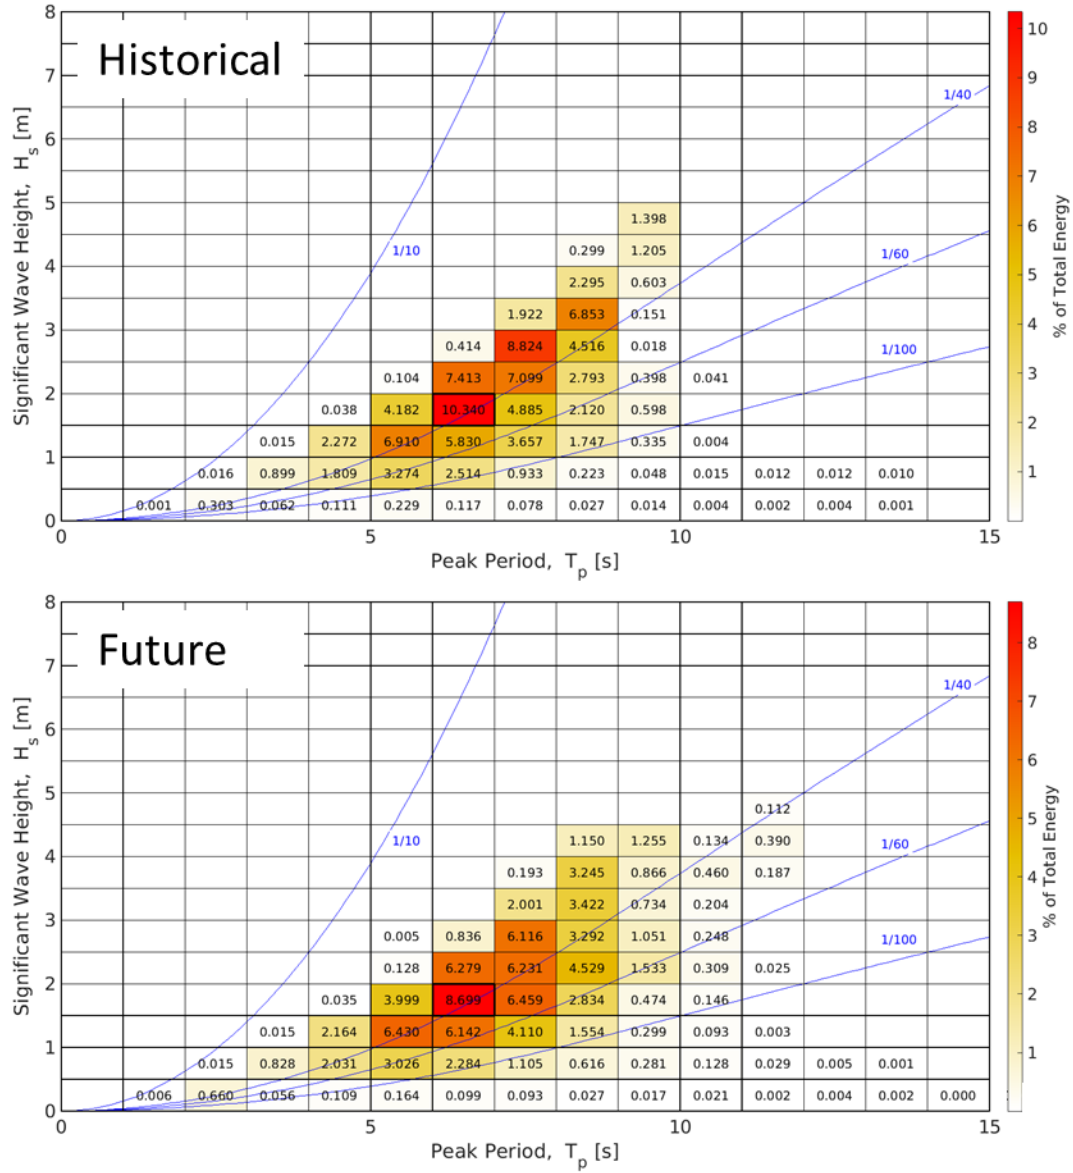 Historical
8
7
6
5
4
3
2
1
0
Significant Wave Height, H_s [m]
1/10
1/40
1/60
1/100
1.398
0.299 1.205
2.295 0.603
1.922 6.853 0.151
0.414 8.824 4.516 0.018
0.104 7.413 7.099 2.793 0.398 0.041
0.038 4.182 10.340 4.885 2.120 0.598
0.015 2.272 6.910 5.830 3.657 1.747 0.335 0.004
0.016 0.899 1.809 3.274 2.514 0.933 0.223 0.048 0.015 0.012 0.012 0.010
0.001 0.303 0.062 0.111 0.229 0.117 0.078 0.027 0.014 0.004 0.002 0.004 0.001
0 5 10 15
Peak Period, T_p [s]
10
9
8
7
6
5
4
3
2
1
% of Total Energy
Future
8
7
6
5
4
3
2
1
0
Significant Wave Height, H_s [m]
1/10
1/40
1/60
1/100
0.112
1.150 1.255 0.134 0.390
0.193 3.245 0.866 0.460 0.187
2.001 3.422 0.734 0.204
0.005 0.836 6.116 3.292 1.051 0.248
0.128 6.279 6.231 4.529 1.533 0.309 0.025
0.035 3.999 8.699 6.459 2.834 0.474 0.146
0.015 2.164 6.430 6.142 4.110 1.554 0.299 0.093 0.003
0.015 0.828 2.031 3.026 2.284 1.105 0.616 0.281 0.128 0.029 0.005 0.001
0.006 0.660 0.056 0.109 0.164 0.099 0.093 0.027 0.017 0.021 0.002 0.004 0.002 0.000
0 5 10 15
Peak Period, T_p [s]
8
7
6
5
4
3
2
1
% of Total Energy